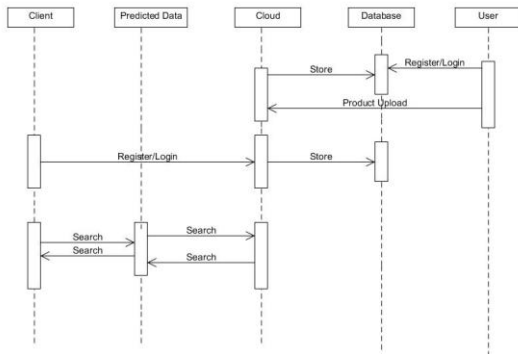 Client
Predicted Data
Cloud
Database
User
Store
Register/Login
Product Upload
Register/Login
Store
Search
Search
Search
Search